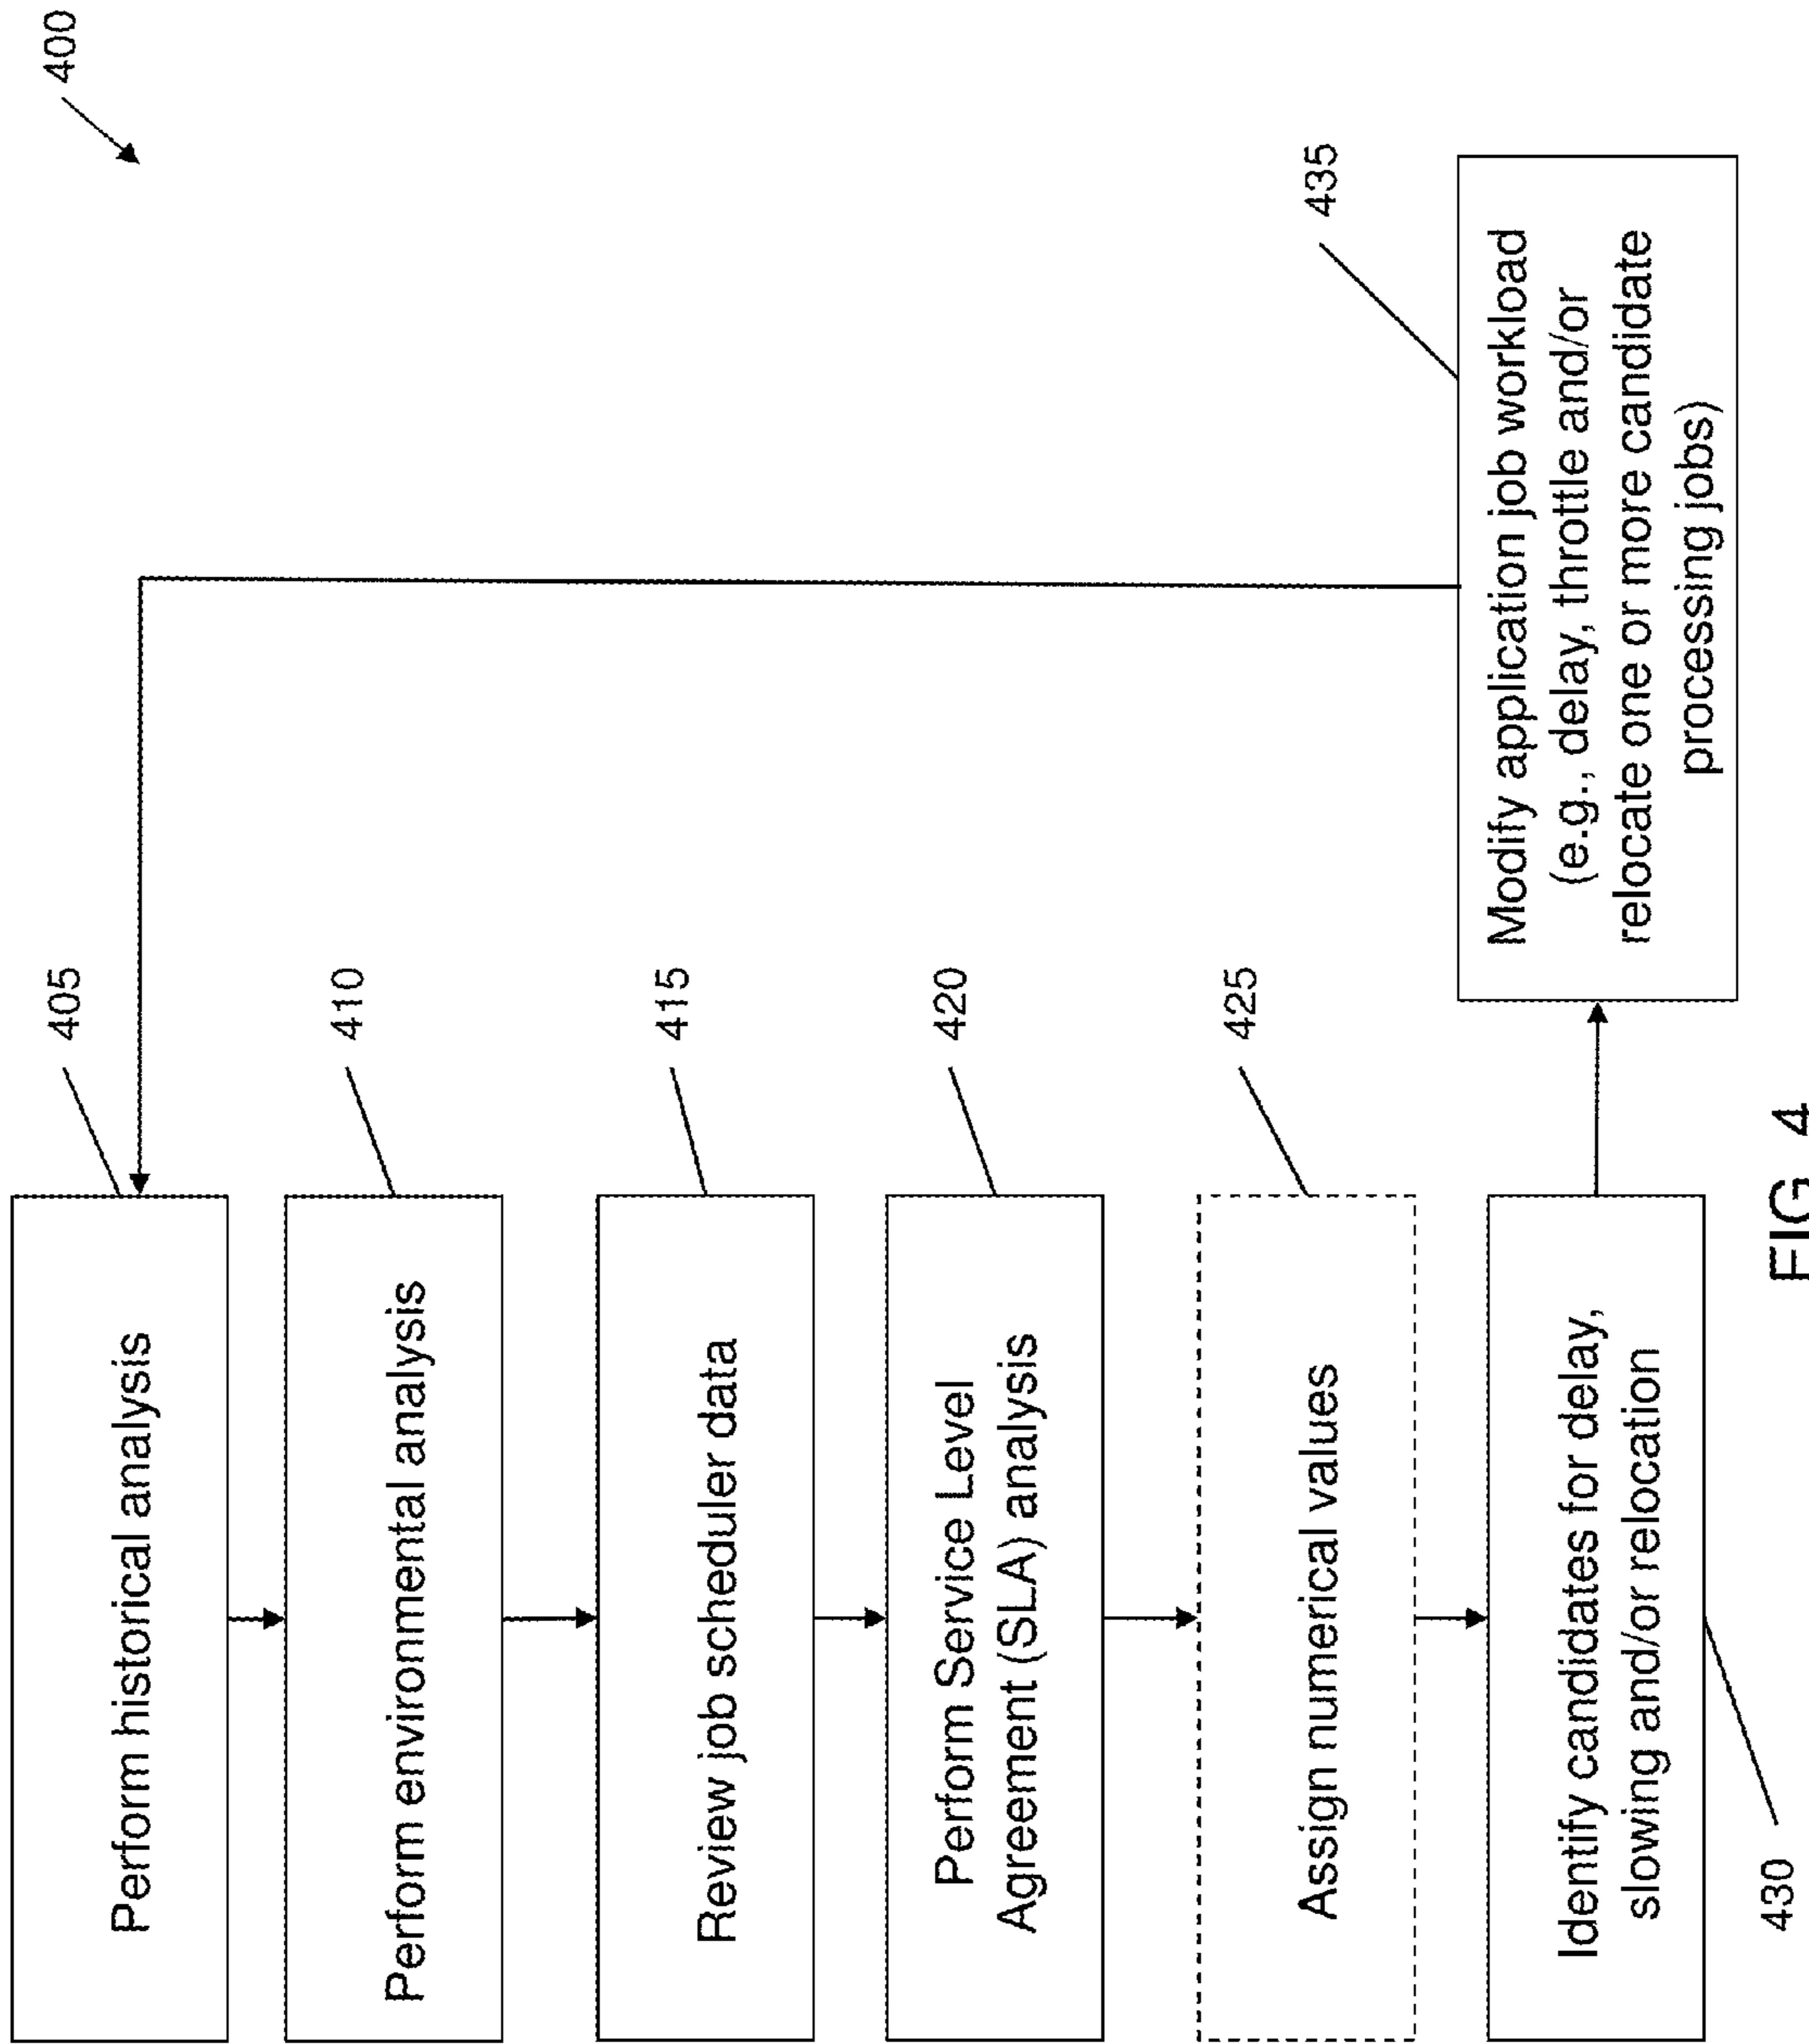 400
405
Perform historical analysis
410
Perform environmental analysis
415
Review job scheduler data
420
Perform Service Level
Agreement (SLA) analysis
425
Assign numerical values
Identify candidates for delay,
slowing and/or relocation
430
435
Modify application job workload
(e.g., delay, throttle and/or
relocate one or more candidate
processing jobs)
FIG. 4